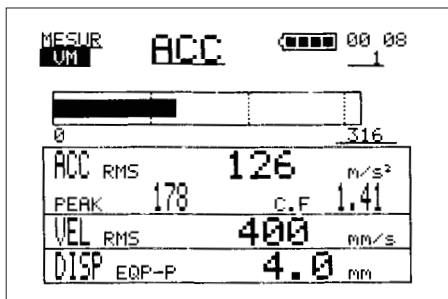 MESUR ACC 00 08
VM 1
0 316
ACC RMS 126 m/s²
PEAK 178 C.F 1.41
VEL RMS 400 mm/s
DISP EQP-P 4.0 mm